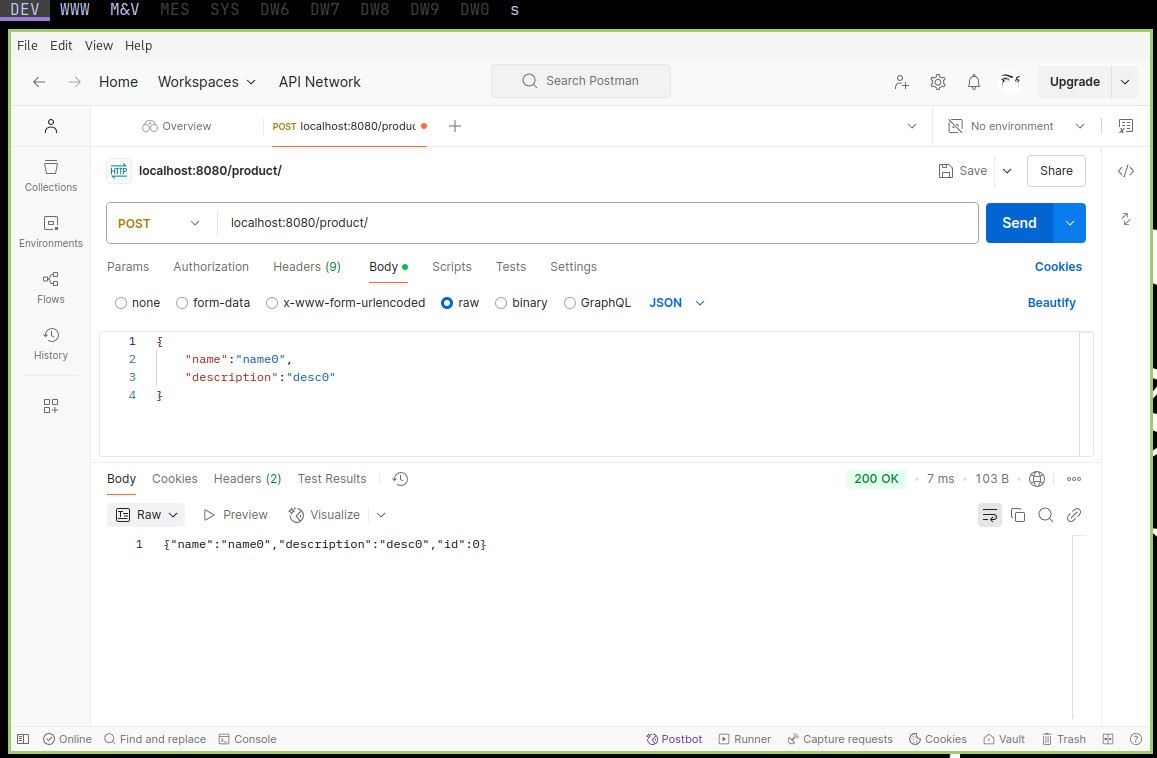 DEV WWW M&V MES SYS DW6 DW7 DW8 DW9 DW0 s
File Edit View Help
Home Workspaces API Network Search Postman Upgrade
Overview POST localhost:8080/produc No environment
HTTP localhost:8080/product/ Save Share
Collections
Environments
Flows
History
POST localhost:8080/product/ Send
Params Authorization Headers (9) Body Scripts Tests Settings Cookies
none form-data x-www-form-urlencoded raw binary GraphQL JSON Beautify
1 {
2 "name":"name0",
3 "description":"desc0"
4 }
Body Cookies Headers (2) Test Results 200 OK • 7 ms • 103 B •
Raw Preview Visualize
1 {"name":"name0","description":"desc0","id":0}
Online Find and replace Console Postbot Runner Capture requests Cookies Vault Trash